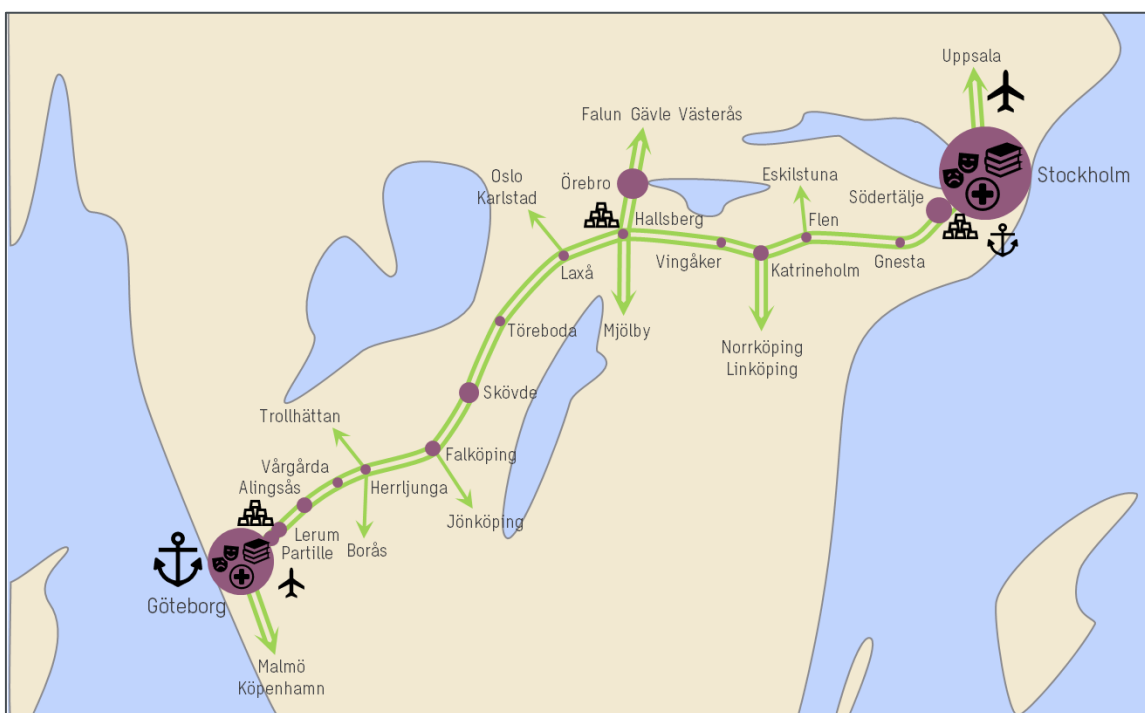 Uppsala
Falun Gävle Västerås
Stockholm
Oslo
Karlstad
Örebro
Eskilstuna
Södertälje
Hallsberg
Flen
Laxå
Vingåker
Katrineholm
Gnesta
Töreboda
Mjölby
Norrköping
Linköping
Skövde
Trollhättan
Falköping
Vårgårda
Alingsås
Herrljunga
Jönköping
Lerum
Partille
Borås
Göteborg
Malmö
Köpenhamn